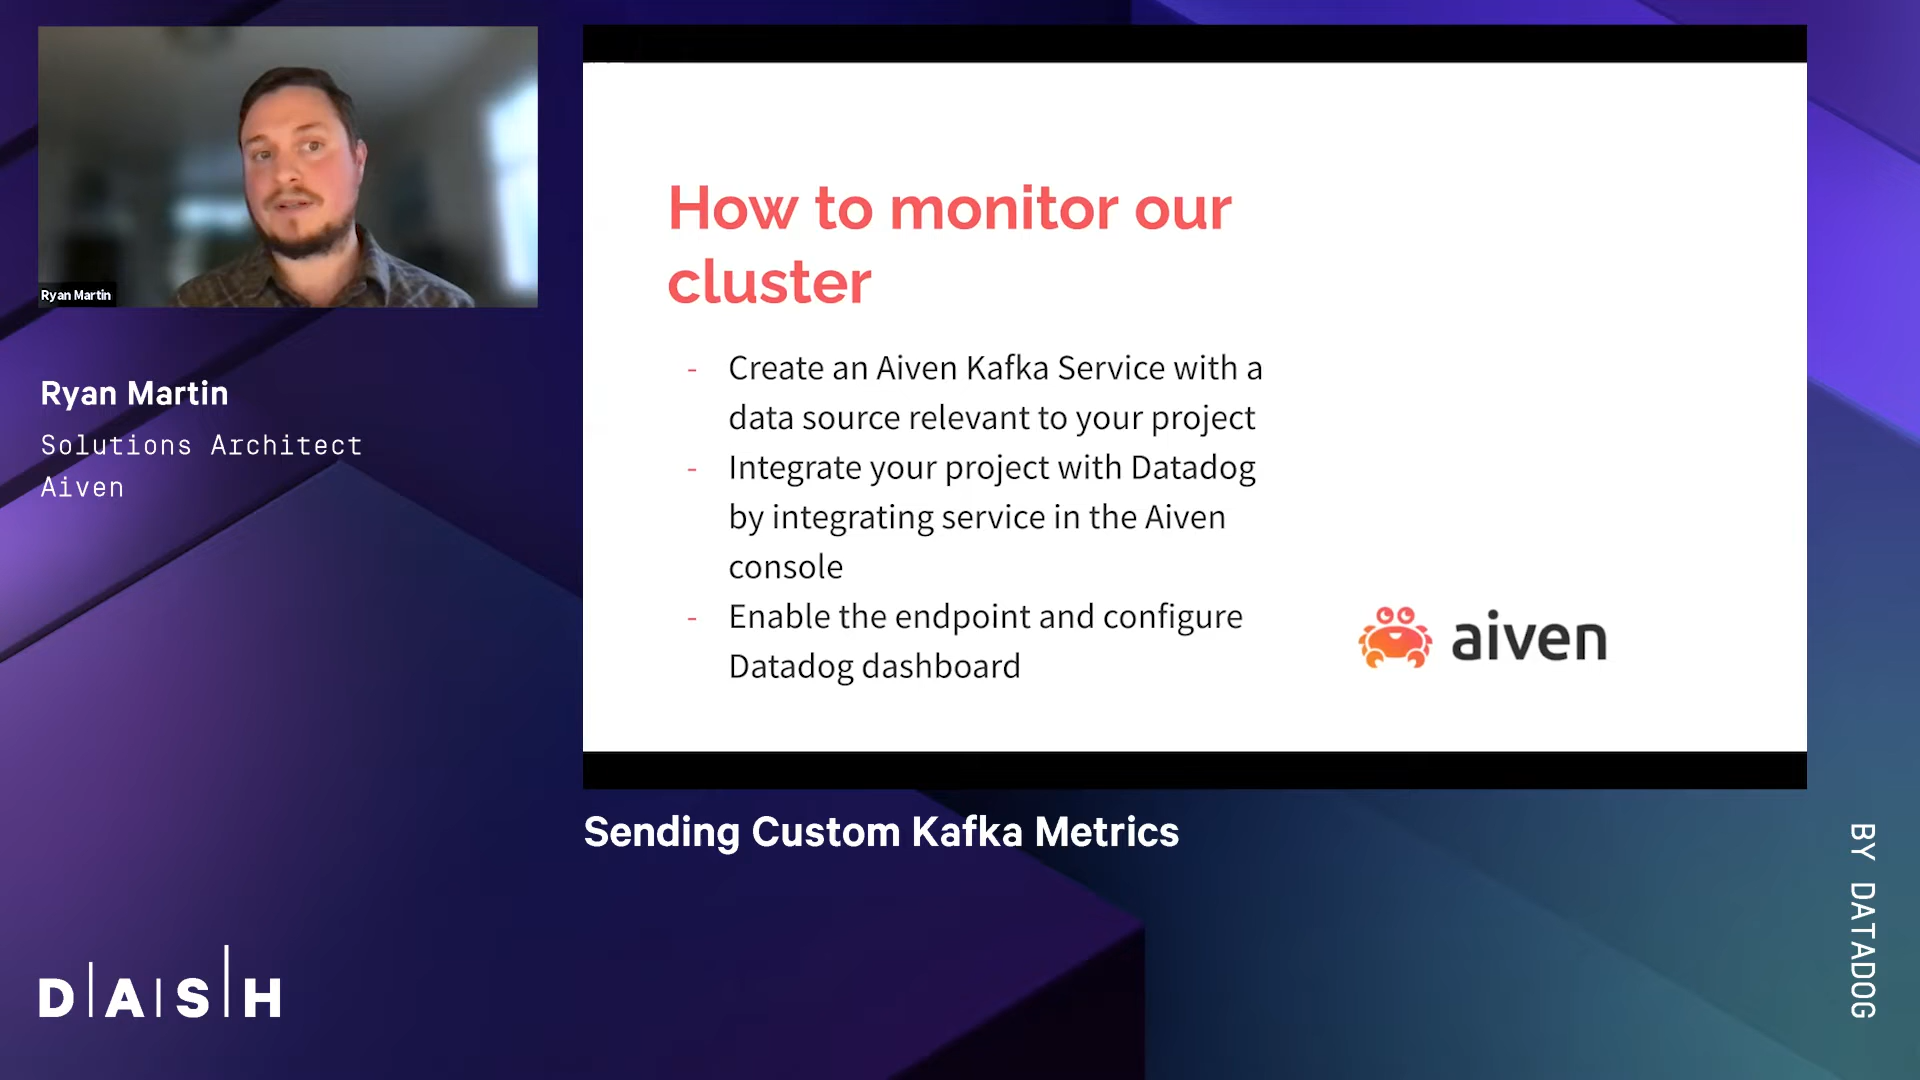 Ryan Martin
Ryan Martin
Solutions Architect
Aiven
How to monitor our
cluster
- Create an Aiven Kafka Service with a
data source relevant to your project
- Integrate your project with Datadog
by integrating service in the Aiven
console
- Enable the endpoint and configure
Datadog dashboard
aiven
Sending Custom Kafka Metrics
DASH
BY DATADOG